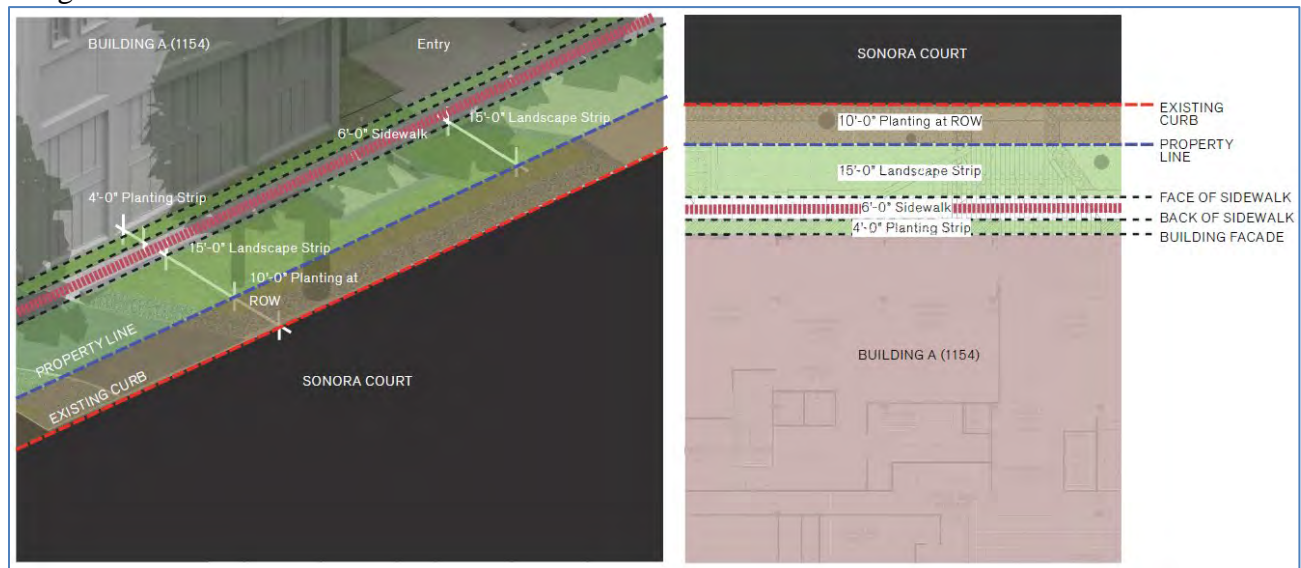 BUILDING A (1154)
Entry
15'-0" Landscape Strip
6'-0" Sidewalk
4'-0" Planting Strip
15'-0" Landscape Strip
10'-0" Planting at
ROW
PROPERTY LINE
EXISTING CURB
SONORA COURT
SONORA COURT
10'-0" Planting at ROW
15'-0" Landscape Strip
6'-0" Sidewalk
4'-0" Planting Strip
BUILDING A (1154)
EXISTING
CURB
PROPERTY
LINE
FACE OF SIDEWALK
BACK OF SIDEWALK
BUILDING FACADE